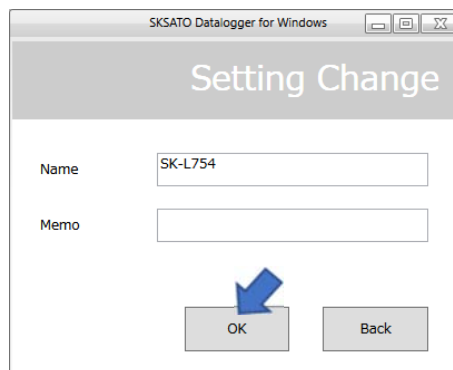 SKSATO Datalogger for Windows
Setting Change
Name SK-L754
Memo
OK Back